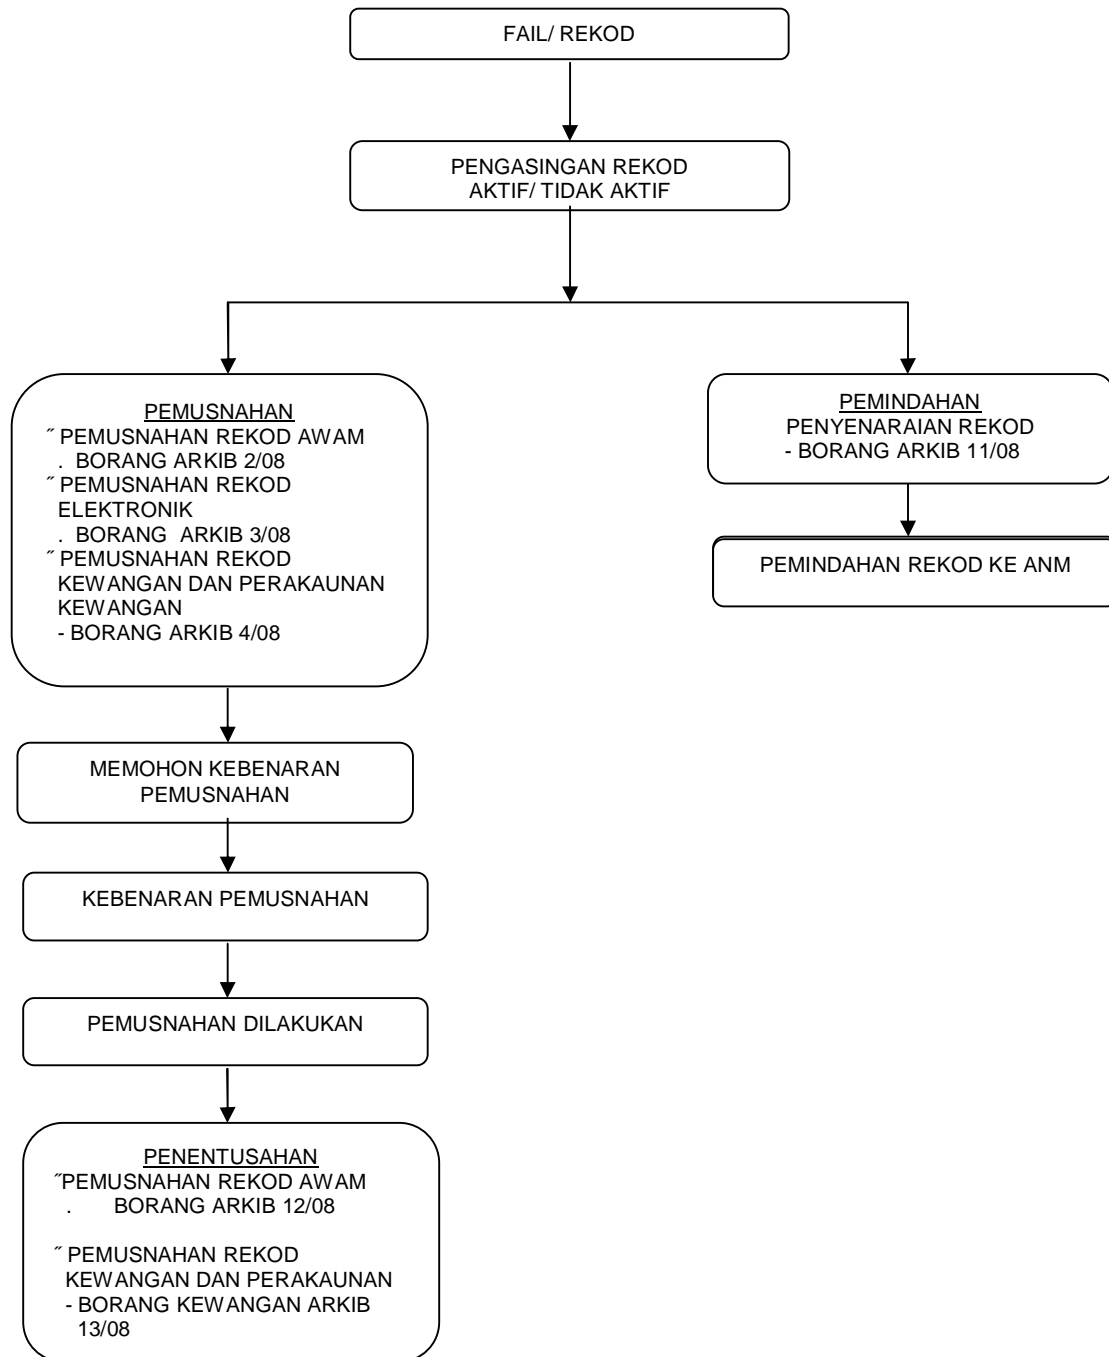 FAIL/ REKOD
PENGASINGAN REKOD
AKTIF/ TIDAK AKTIF
PEMUSNAHAN
˝ PEMUSNAHAN REKOD AWAM
. BORANG ARKIB 2/08
˝ PEMUSNAHAN REKOD
ELEKTRONIK
. BORANG ARKIB 3/08
˝ PEMUSNAHAN REKOD
KEWANGAN DAN PERAKAUNAN
KEWANGAN
- BORANG ARKIB 4/08
PEMINDAHAN
PENYENARAIAN REKOD
- BORANG ARKIB 11/08
PEMINDAHAN REKOD KE ANM
MEMOHON KEBENARAN
PEMUSNAHAN
KEBENARAN PEMUSNAHAN
PEMUSNAHAN DILAKUKAN
PENENTUSAHAN
˝PEMUSNAHAN REKOD AWAM
. BORANG ARKIB 12/08
˝ PEMUSNAHAN REKOD
KEWANGAN DAN PERAKAUNAN
- BORANG KEWANGAN ARKIB
13/08